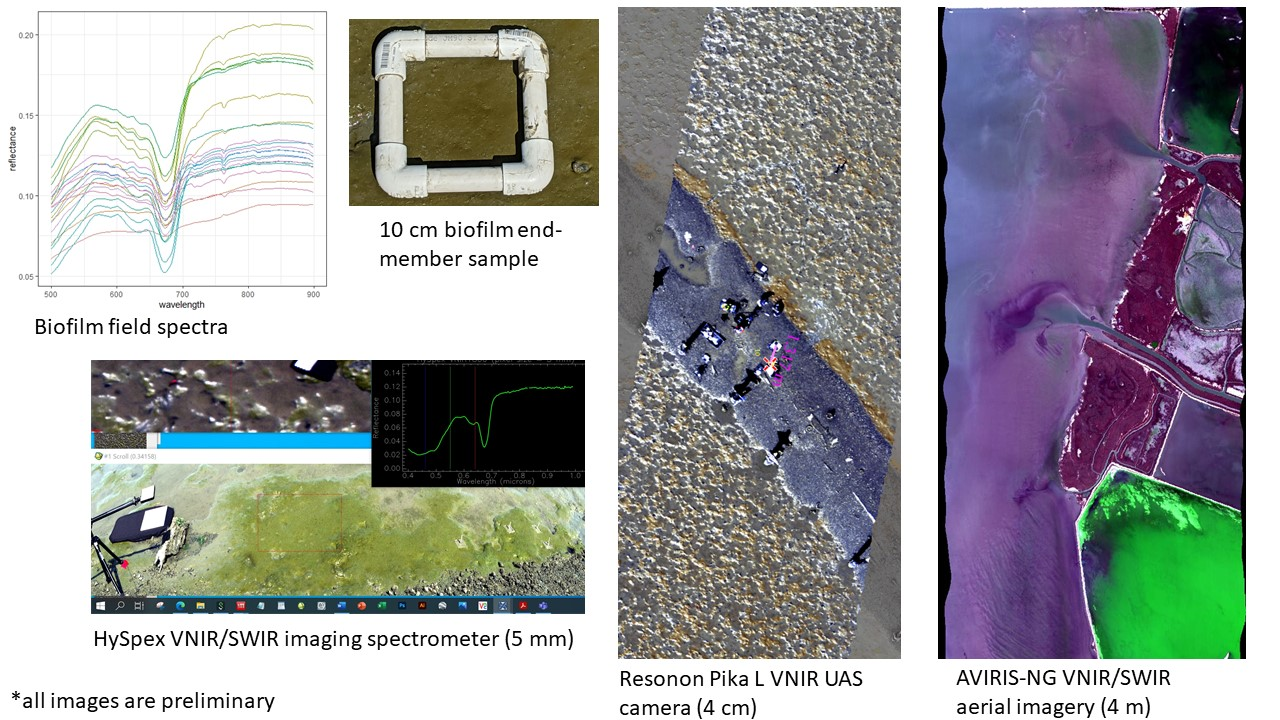 0.20
0.15
0.10
0.05
reflectance
500
600
700
800
900
wavelength
Biofilm field spectra
10 cm biofilm end-
member sample
0.14
0.12
0.10
0.08
0.06
0.04
0.02
0.00
Reflectance
0.4
0.5
0.6
0.7
0.8
0.9
1.0
Wavelength (microns)
#1 Scroll (0.34158)
HySpex VNIR/SWIR imaging spectrometer (5 mm)
Resonon Pika L VNIR UAS
camera (4 cm)
AVIRIS-NG VNIR/SWIR
aerial imagery (4 m)
*all images are preliminary